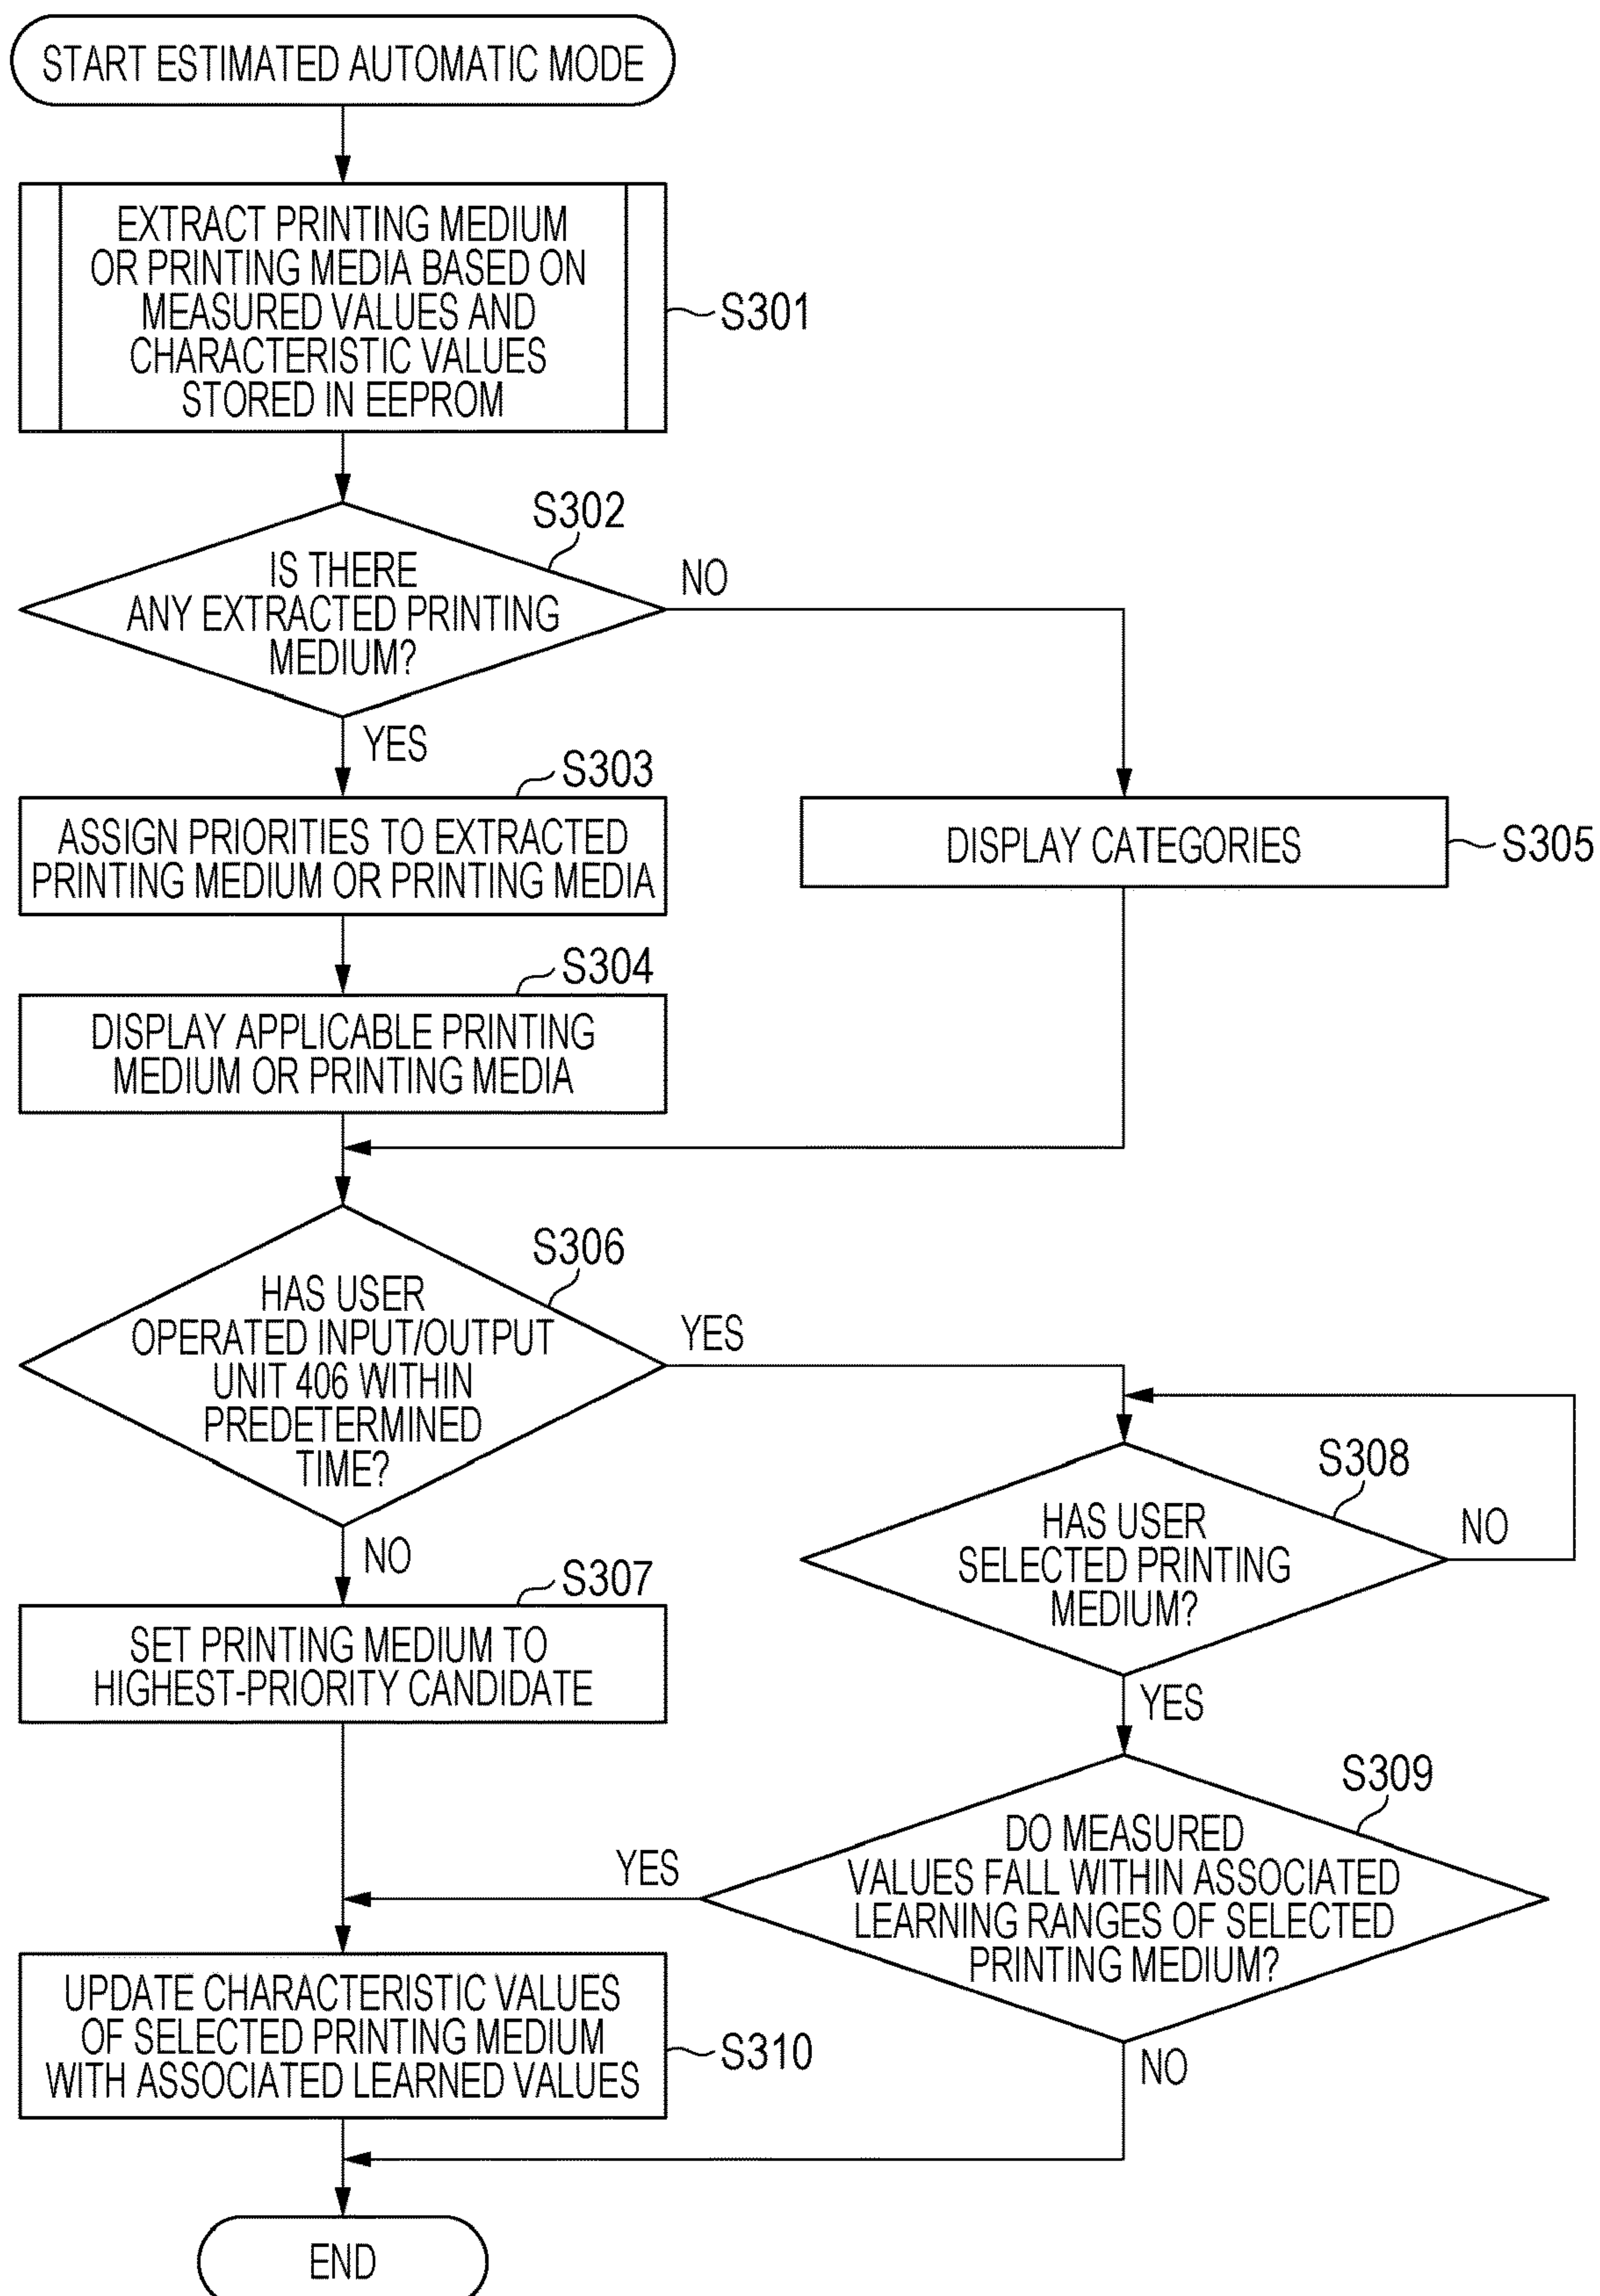 START ESTIMATED AUTOMATIC MODE
EXTRACT PRINTING MEDIUM
OR PRINTING MEDIA BASED ON
MEASURED VALUES AND
CHARACTERISTIC VALUES
STORED IN EEPROM
S301
S302
IS THERE
ANY EXTRACTED PRINTING
MEDIUM?
NO
YES
S303
ASSIGN PRIORITIES TO EXTRACTED
PRINTING MEDIUM OR PRINTING MEDIA
DISPLAY CATEGORIES
S305
S304
DISPLAY APPLICABLE PRINTING
MEDIUM OR PRINTING MEDIA
S306
HAS USER
OPERATED INPUT/OUTPUT
UNIT 406 WITHIN
PREDETERMINED
TIME?
YES
NO
S308
HAS USER
SELECTED PRINTING
MEDIUM?
NO
YES
S307
SET PRINTING MEDIUM TO
HIGHEST-PRIORITY CANDIDATE
S309
DO MEASURED
VALUES FALL WITHIN ASSOCIATED
LEARNING RANGES OF SELECTED
PRINTING MEDIUM?
YES
NO
UPDATE CHARACTERISTIC VALUES
OF SELECTED PRINTING MEDIUM
WITH ASSOCIATED LEARNED VALUES
S310
END